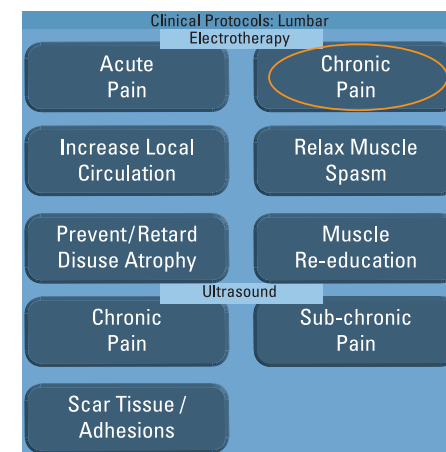 Clinical Protocols: Lumbar
Electrotherapy
Acute
Pain
Chronic
Pain
Increase Local
Circulation
Relax Muscle
Spasm
Prevent/Retard
Disuse Atrophy
Muscle
Re-education
Ultrasound
Chronic
Pain
Sub-chronic
Pain
Scar Tissue /
Adhesions